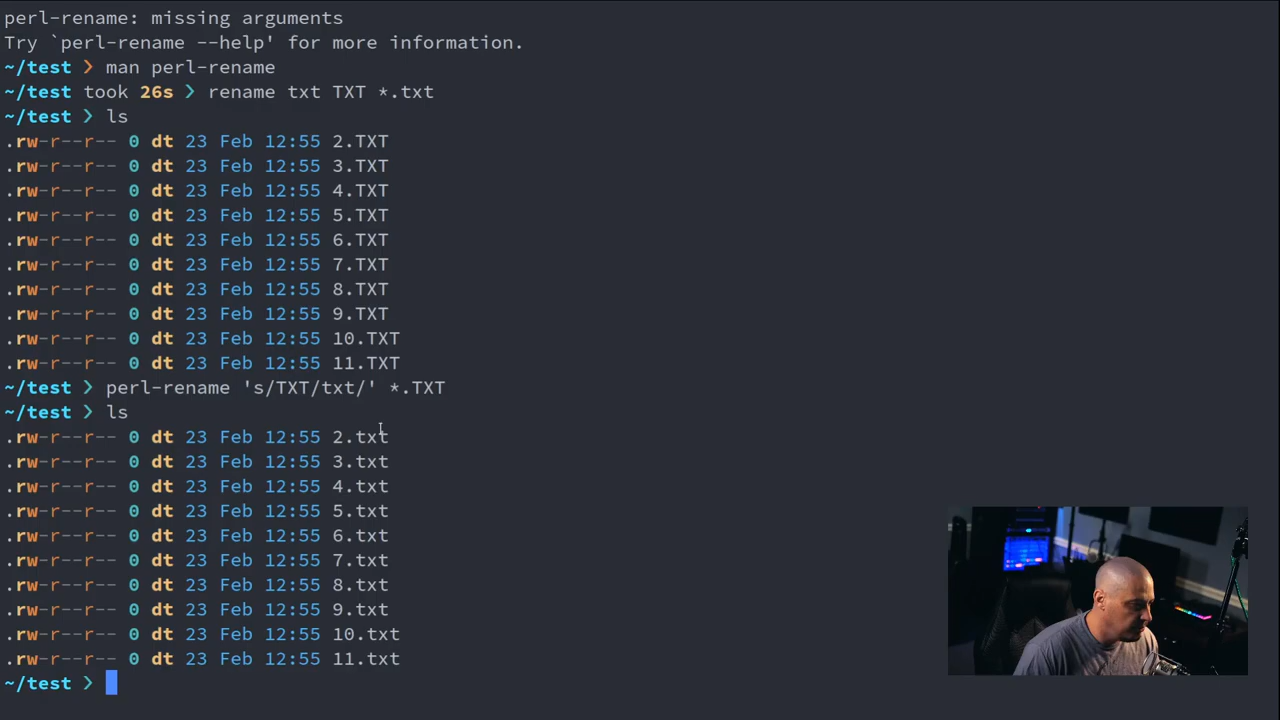 perl-rename: missing arguments
Try `perl-rename --help' for more information.
~/test ❯ man perl-rename
~/test took 26s ❯ rename txt TXT *.txt
~/test ❯ ls
.rw-r--r-- 0 dt 23 Feb 12:55 2.TXT
.rw-r--r-- 0 dt 23 Feb 12:55 3.TXT
.rw-r--r-- 0 dt 23 Feb 12:55 4.TXT
.rw-r--r-- 0 dt 23 Feb 12:55 5.TXT
.rw-r--r-- 0 dt 23 Feb 12:55 6.TXT
.rw-r--r-- 0 dt 23 Feb 12:55 7.TXT
.rw-r--r-- 0 dt 23 Feb 12:55 8.TXT
.rw-r--r-- 0 dt 23 Feb 12:55 9.TXT
.rw-r--r-- 0 dt 23 Feb 12:55 10.TXT
.rw-r--r-- 0 dt 23 Feb 12:55 11.TXT
~/test ❯ perl-rename 's/TXT/txt/' *.TXT
~/test ❯ ls
.rw-r--r-- 0 dt 23 Feb 12:55 2.txt
.rw-r--r-- 0 dt 23 Feb 12:55 3.txt
.rw-r--r-- 0 dt 23 Feb 12:55 4.txt
.rw-r--r-- 0 dt 23 Feb 12:55 5.txt
.rw-r--r-- 0 dt 23 Feb 12:55 6.txt
.rw-r--r-- 0 dt 23 Feb 12:55 7.txt
.rw-r--r-- 0 dt 23 Feb 12:55 8.txt
.rw-r--r-- 0 dt 23 Feb 12:55 9.txt
.rw-r--r-- 0 dt 23 Feb 12:55 10.txt
.rw-r--r-- 0 dt 23 Feb 12:55 11.txt
~/test ❯